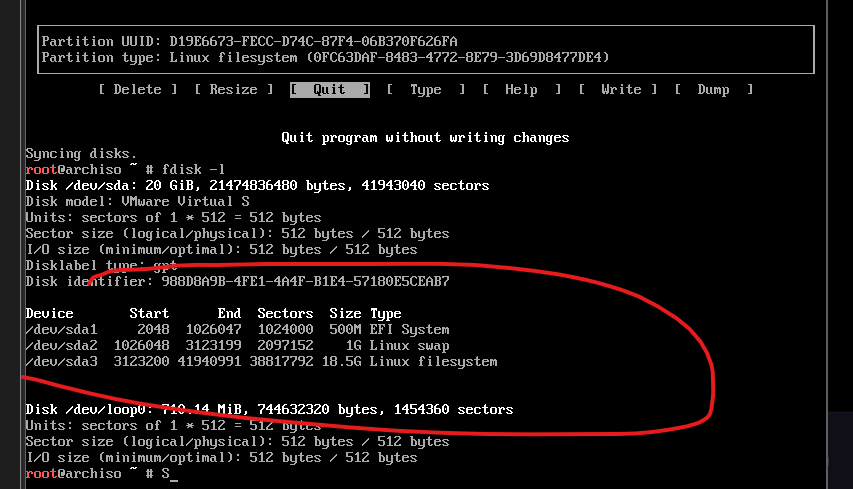 Partition UUID: D19E6673-FECC-D74C-87F4-06B370F626FA
Partition type: Linux filesystem (0FC63DAF-8483-4772-8E79-3D69D8477DE4)
[ Delete ] [ Resize ] [ Quit ] [ Type ] [ Help ] [ Write ] [ Dump ]
Quit program without writing changes
Syncing disks.
root@archiso ~ # fdisk -l
Disk /dev/sda: 20 GiB, 21474836480 bytes, 41943040 sectors
Disk model: VMware Virtual S
Units: sectors of 1 * 512 = 512 bytes
Sector size (logical/physical): 512 bytes / 512 bytes
I/O size (minimum/optimal): 512 bytes / 512 bytes
Disklabel type: gpt
Disk identifier: 988D8A9B-4FE1-4A4F-B1E4-57180E5CEAB7
Device Start End Sectors Size Type
/dev/sda1 2048 1026047 1024000 500M EFI System
/dev/sda2 1026048 3123199 2097152 1G Linux swap
/dev/sda3 3123200 41940991 38817792 18.5G Linux filesystem
Disk /dev/loop0: 710.14 MiB, 744632320 bytes, 1454360 sectors
Units: sectors of 1 * 512 = 512 bytes
Sector size (logical/physical): 512 bytes / 512 bytes
I/O size (minimum/optimal): 512 bytes / 512 bytes
root@archiso ~ # S_